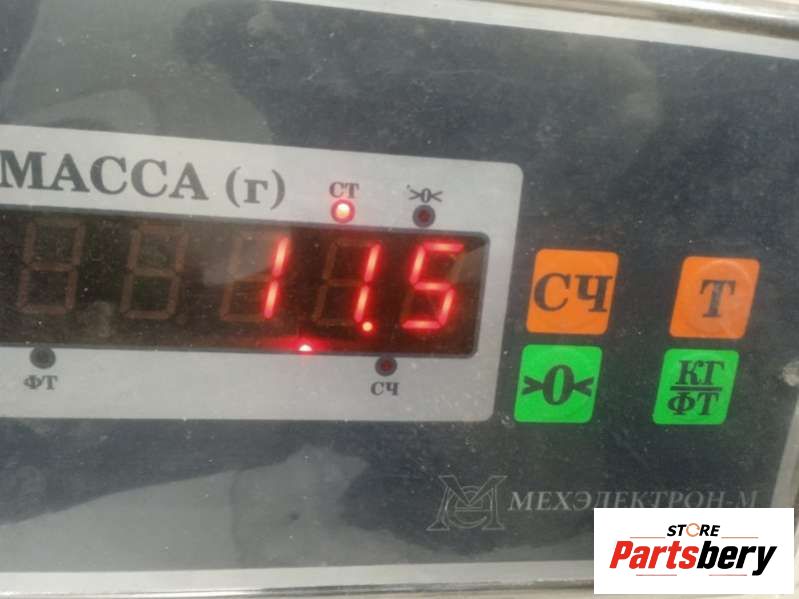 МАССА (г)
СТ
>0<
11.5
ФТ
СЧ
СЧ
Т
>0<
КГ
ФТ
МЕХЭЛЕКТРОН-М
STORE
Partsbery